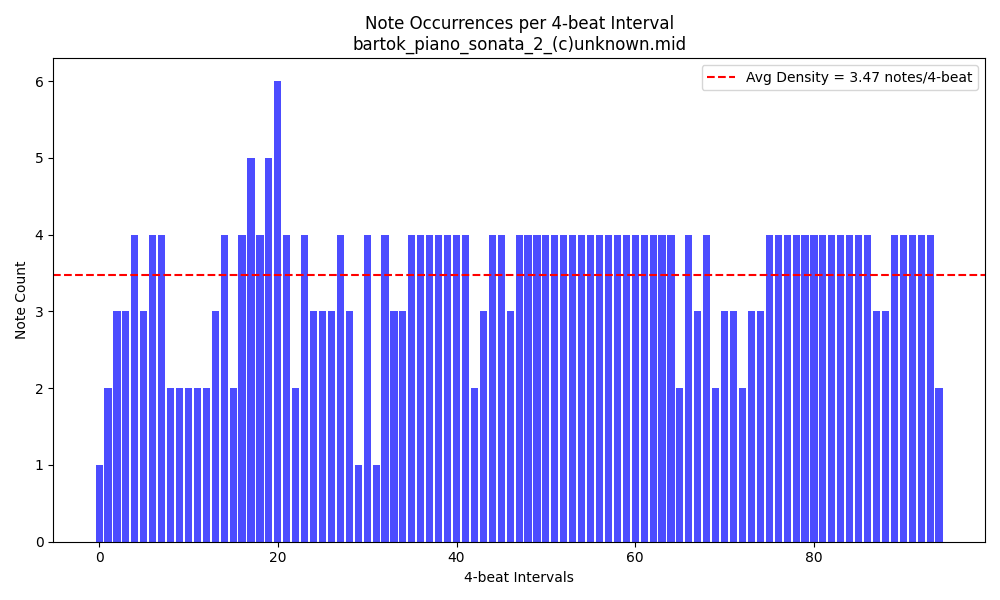 Note Occurrences per 4-beat Interval
bartok_piano_sonata_2_(c)unknown.mid
Avg Density = 3.47 notes/4-beat
Note Count
6
5
4
3
2
1
0
0 20 40 60 80
4-beat Intervals